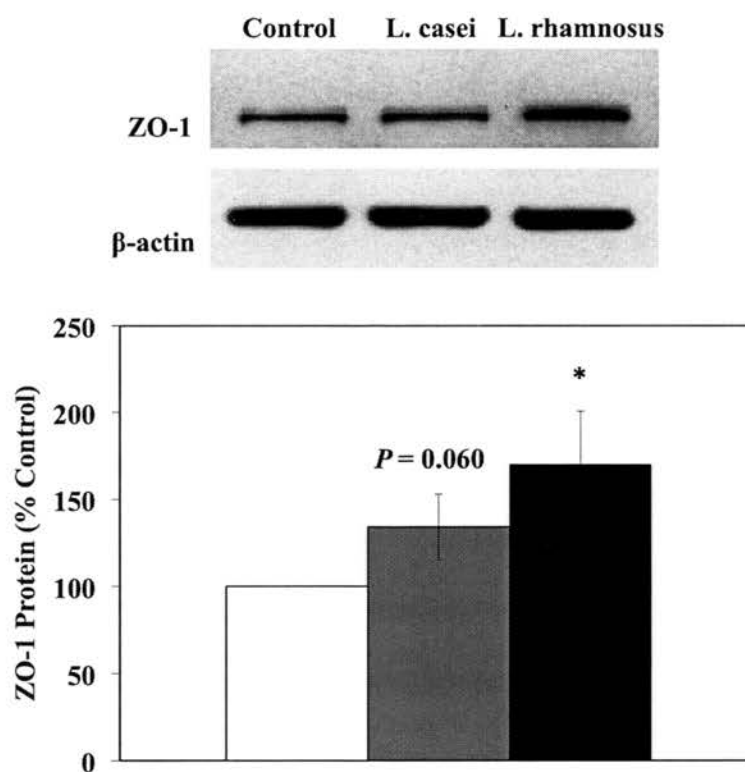 Control L. casei L. rhamnosus
ZO-1
β-actin
ZO-1 Protein (% Control)
250
200
150
100
50
0
P = 0.060
*